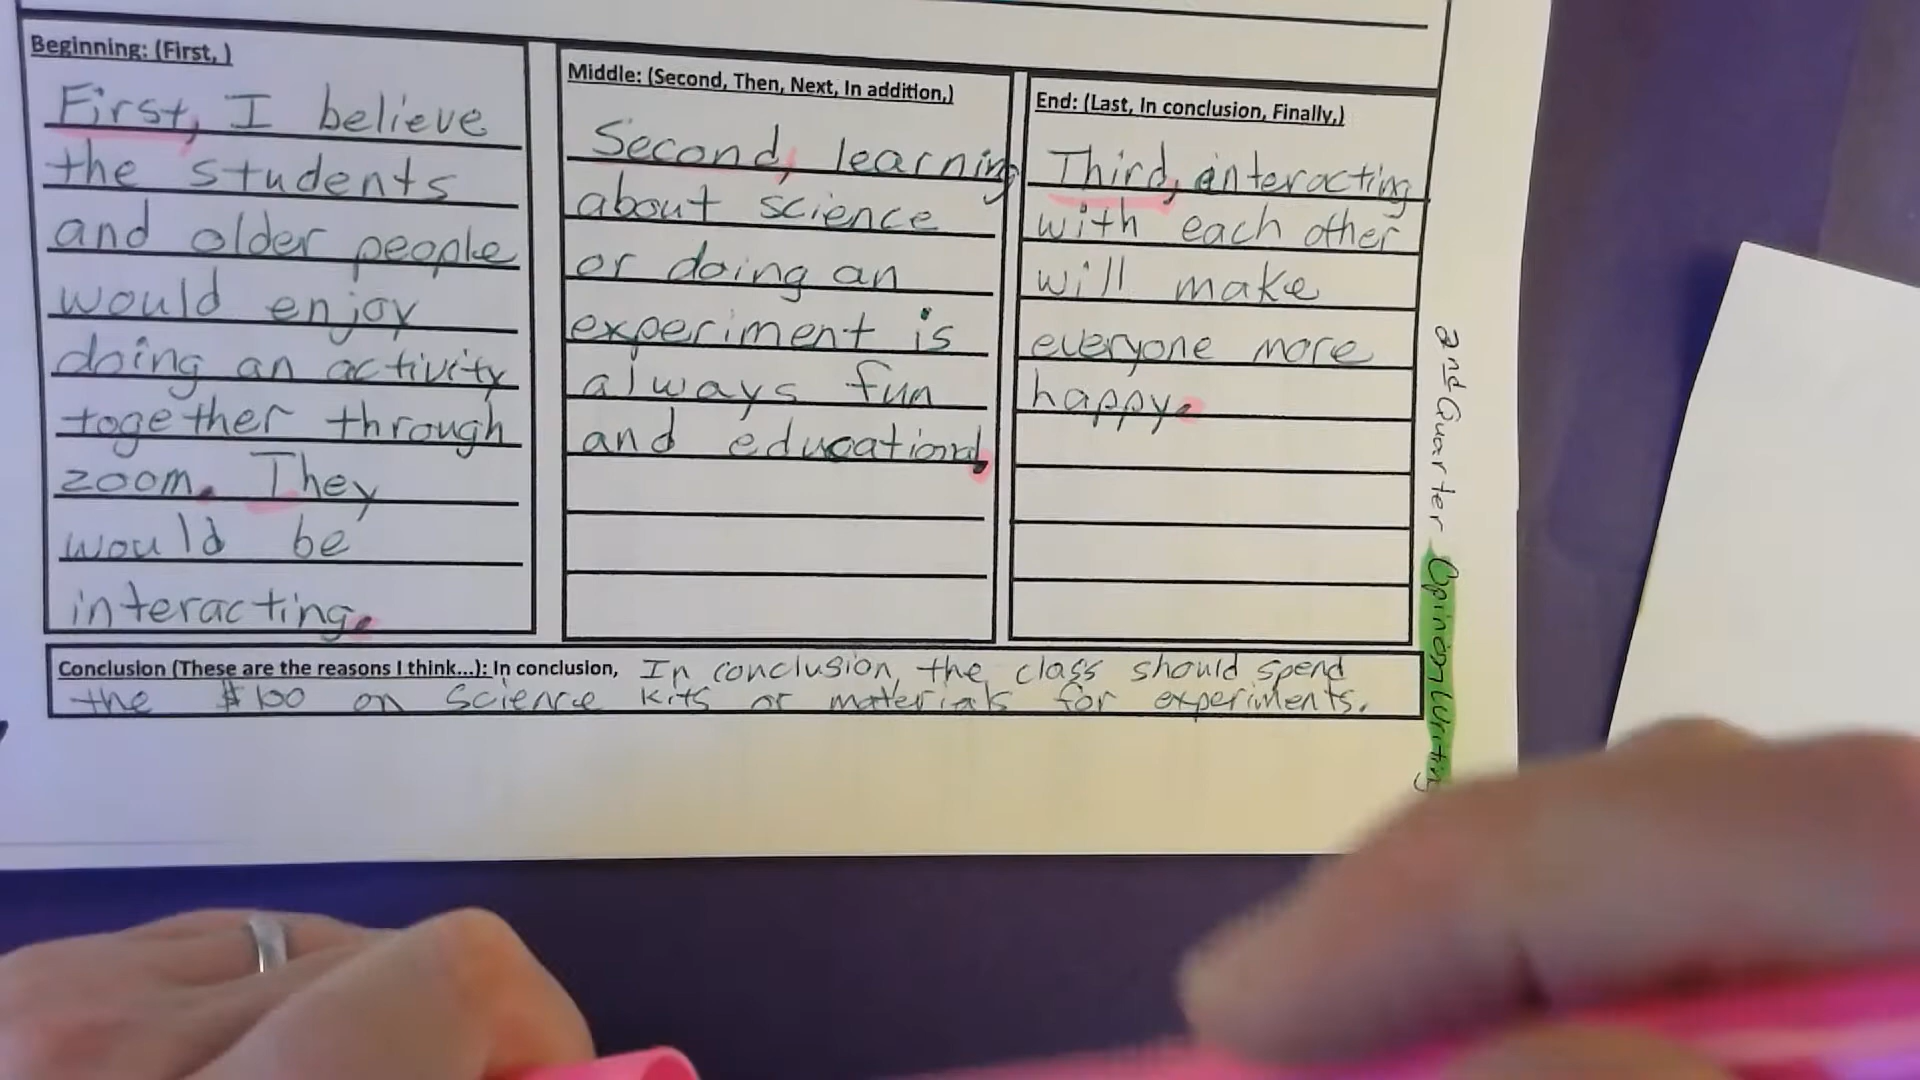 Beginning: (First, )
First, I believe
the students
and older people
would enjoy
doing an activity
together through
zoom. They
would be
interacting.
Middle: (Second, Then, Next, In addition,)
Second, learning
about science
or doing an
experiment is
always fun
and educational.
End: (Last, In conclusion, Finally,)
Third, interacting
with each other
will make
everyone more
happy.
Conclusion (These are the reasons I think...): In conclusion, In conclusion, the class should spend
the $100 on science kits or materials for experiments.
2nd Quarter Opinion Writing